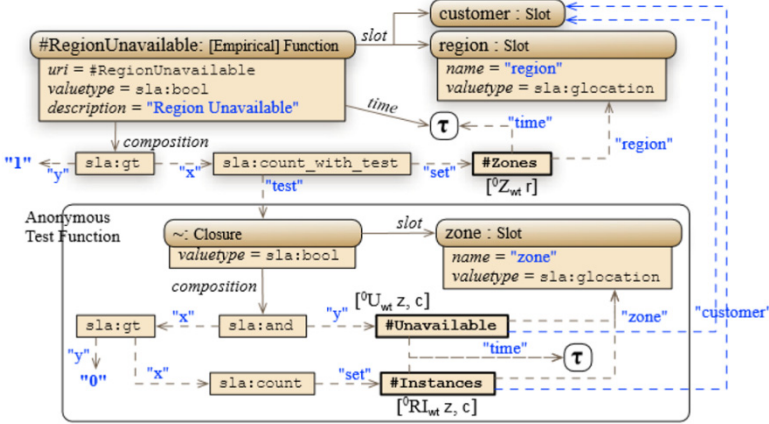 customer : Slot
#RegionUnavailable: [Empirical] Function
slot
region : Slot
uri = #RegionUnavailable
valuetype = sla:bool
description = "Region Unavailable"
name = "region"
valuetype = sla:glocation
time
τ
"time"
composition
"region"
"1"
"y"
sla:gt
"x"
sla:count_with_test
"set"
#Zones
[⁰Zwt r]
"test"
Anonymous
Test Function
~: Closure
valuetype = sla:bool
slot
zone : Slot
name = "zone"
valuetype = sla:glocation
composition
[⁰Uwt z, c]
sla:gt
"x"
sla:and
"y"
#Unavailable
"zone"
"customer"
"y"
"time"
τ
"0"
"x"
sla:count
"set"
#Instances
[⁰RIwt z, c]